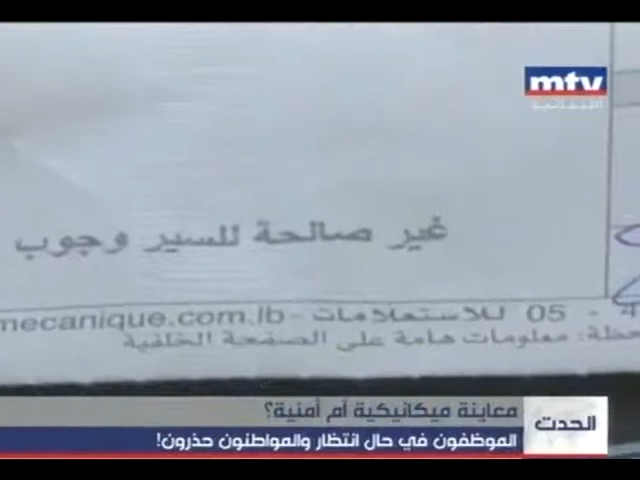 mtv
اللبنانية
غير صالحة للسير وجوب
mecanique.com.lb - للاستعلامات 05 -
معلومات هامة على الصفحة الخلفية
معاينة ميكانيكية أم أمنية؟
الحدث
الموظفون في حال انتظار والمواطنون حذرون!